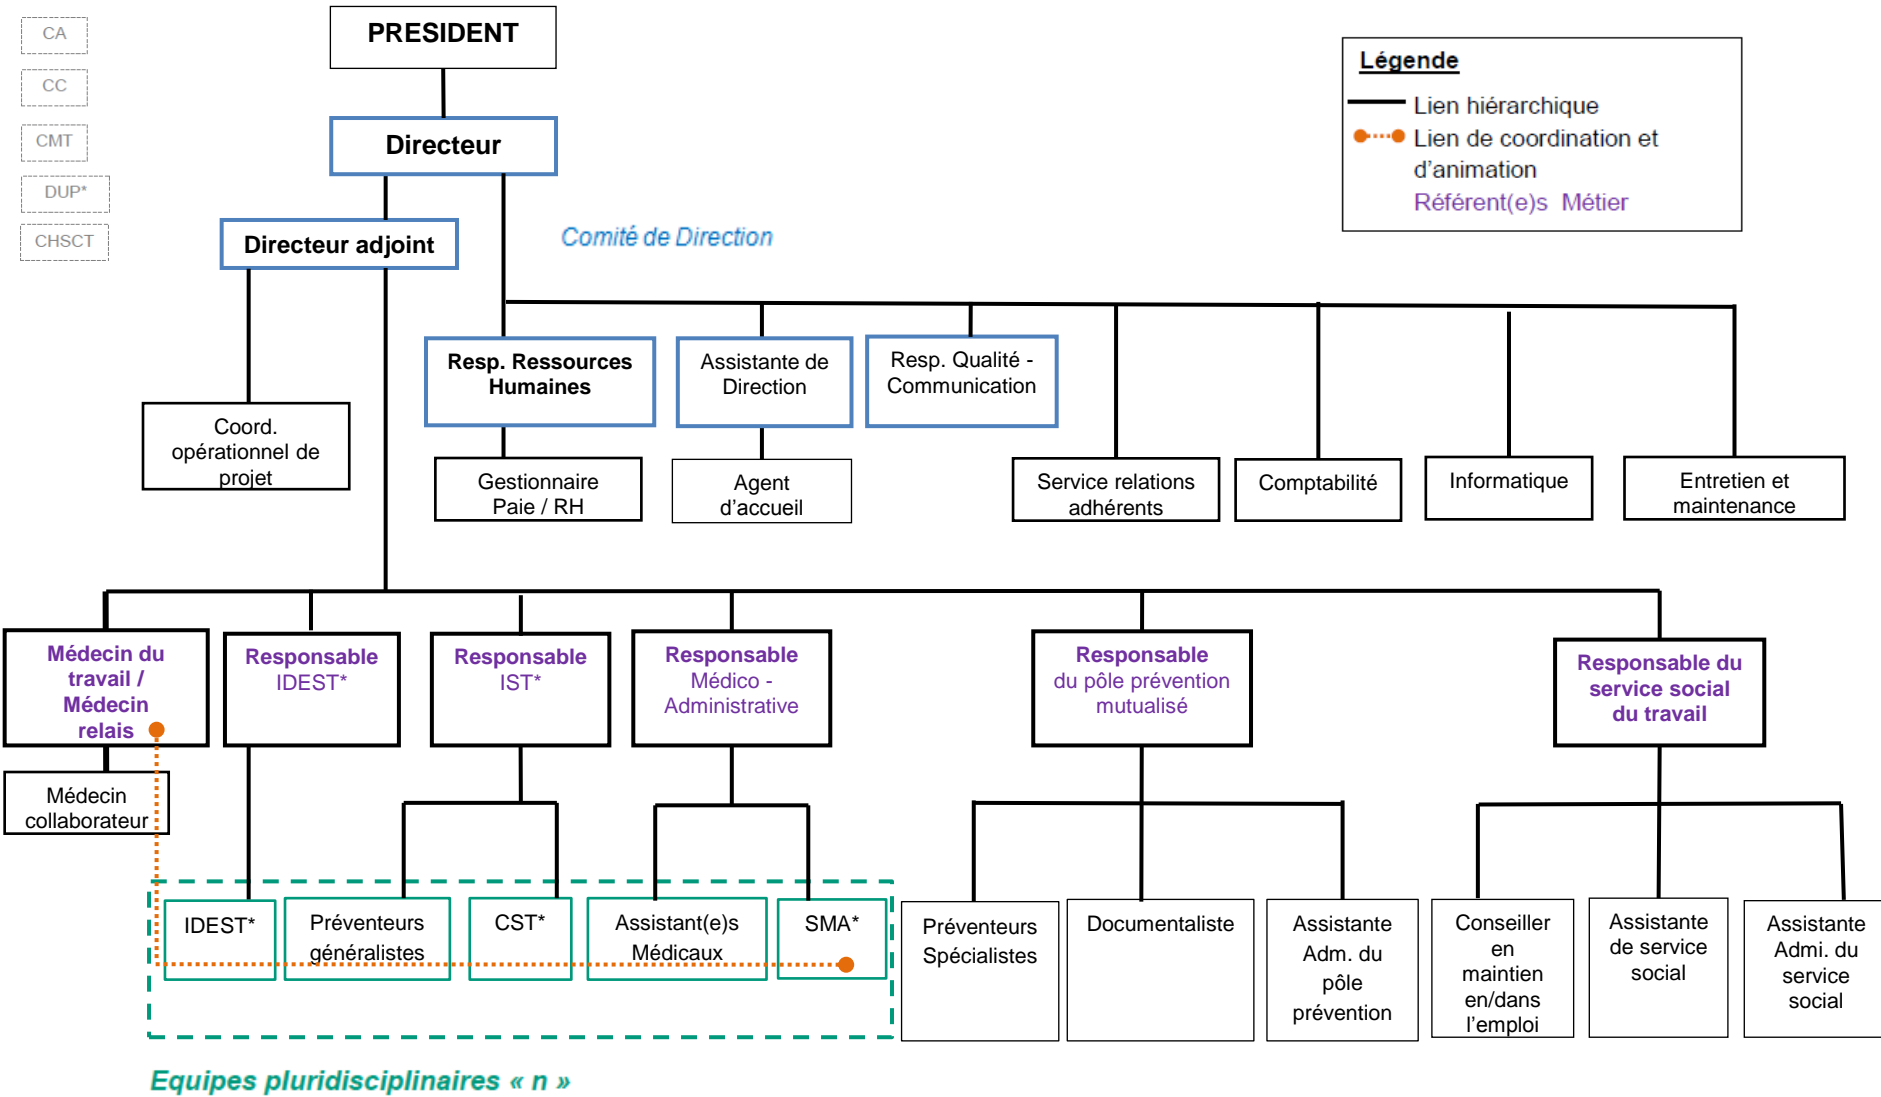 CA
CC
CMT
DUP*
CHSCT
PRESIDENT
Directeur
Directeur adjoint
Comité de Direction
Légende
Lien hiérarchique
Lien de coordination et
d'animation
Référent(e)s Métier
Resp. Ressources
Humaines
Assistante de
Direction
Resp. Qualité -
Communication
Coord.
opérationnel de
projet
Gestionnaire
Paie / RH
Agent
d'accueil
Service relations
adhérents
Comptabilité
Informatique
Entretien et
maintenance
Médecin du
travail /
Médecin
relais
Responsable
IDEST*
Responsable
IST*
Responsable
Médico -
Administrative
Responsable
du pôle prévention
mutualisé
Responsable du
service social
du travail
Médecin
collaborateur
IDEST*
Préventeurs
généralistes
CST*
Assistant(e)s
Médicaux
SMA*
Préventeurs
Spécialistes
Documentaliste
Assistante
Adm. du
pôle
prévention
Conseiller
en
maintien
en/dans
l'emploi
Assistante
de service
social
Assistante
Admi. du
service
social
Equipes pluridisciplinaires « n »